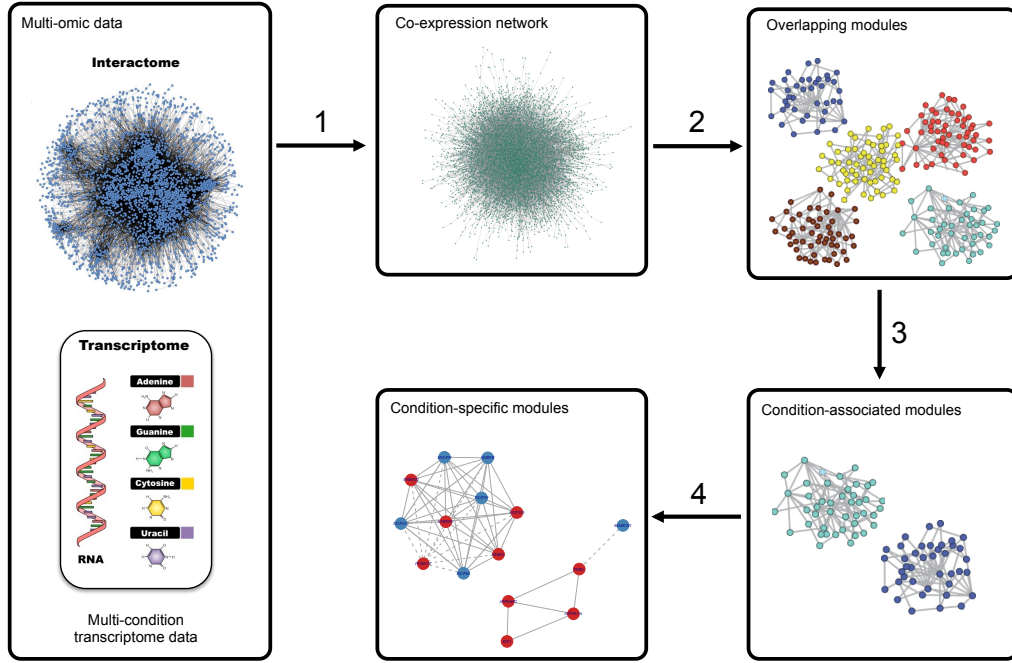 Multi-omic data
Interactome
Transcriptome
Adenine
Guanine
Cytosine
Uracil
RNA
Multi-condition
transcriptome data
1
Co-expression network
2
Overlapping modules
3
Condition-associated modules
4
Condition-specific modules